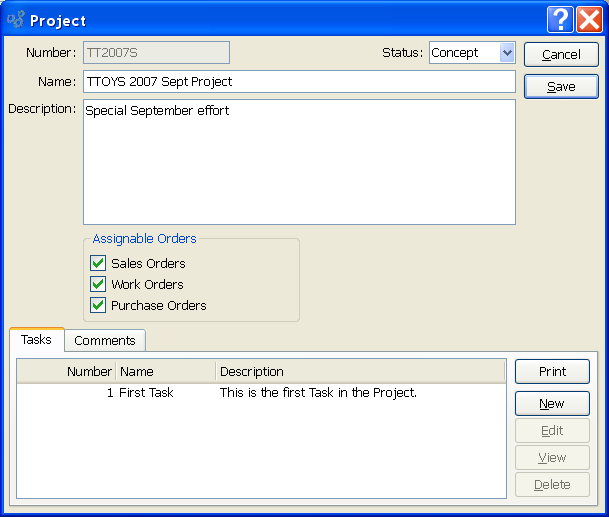 Project
Number: TT2007S Status: Concept Cancel
Name: TTOYS 2007 Sept Project Save
Description: Special September effort
Assignable Orders
Sales Orders
Work Orders
Purchase Orders
Tasks Comments
Number Name Description Print
1 First Task This is the first Task in the Project.
New
Edit
View
Delete